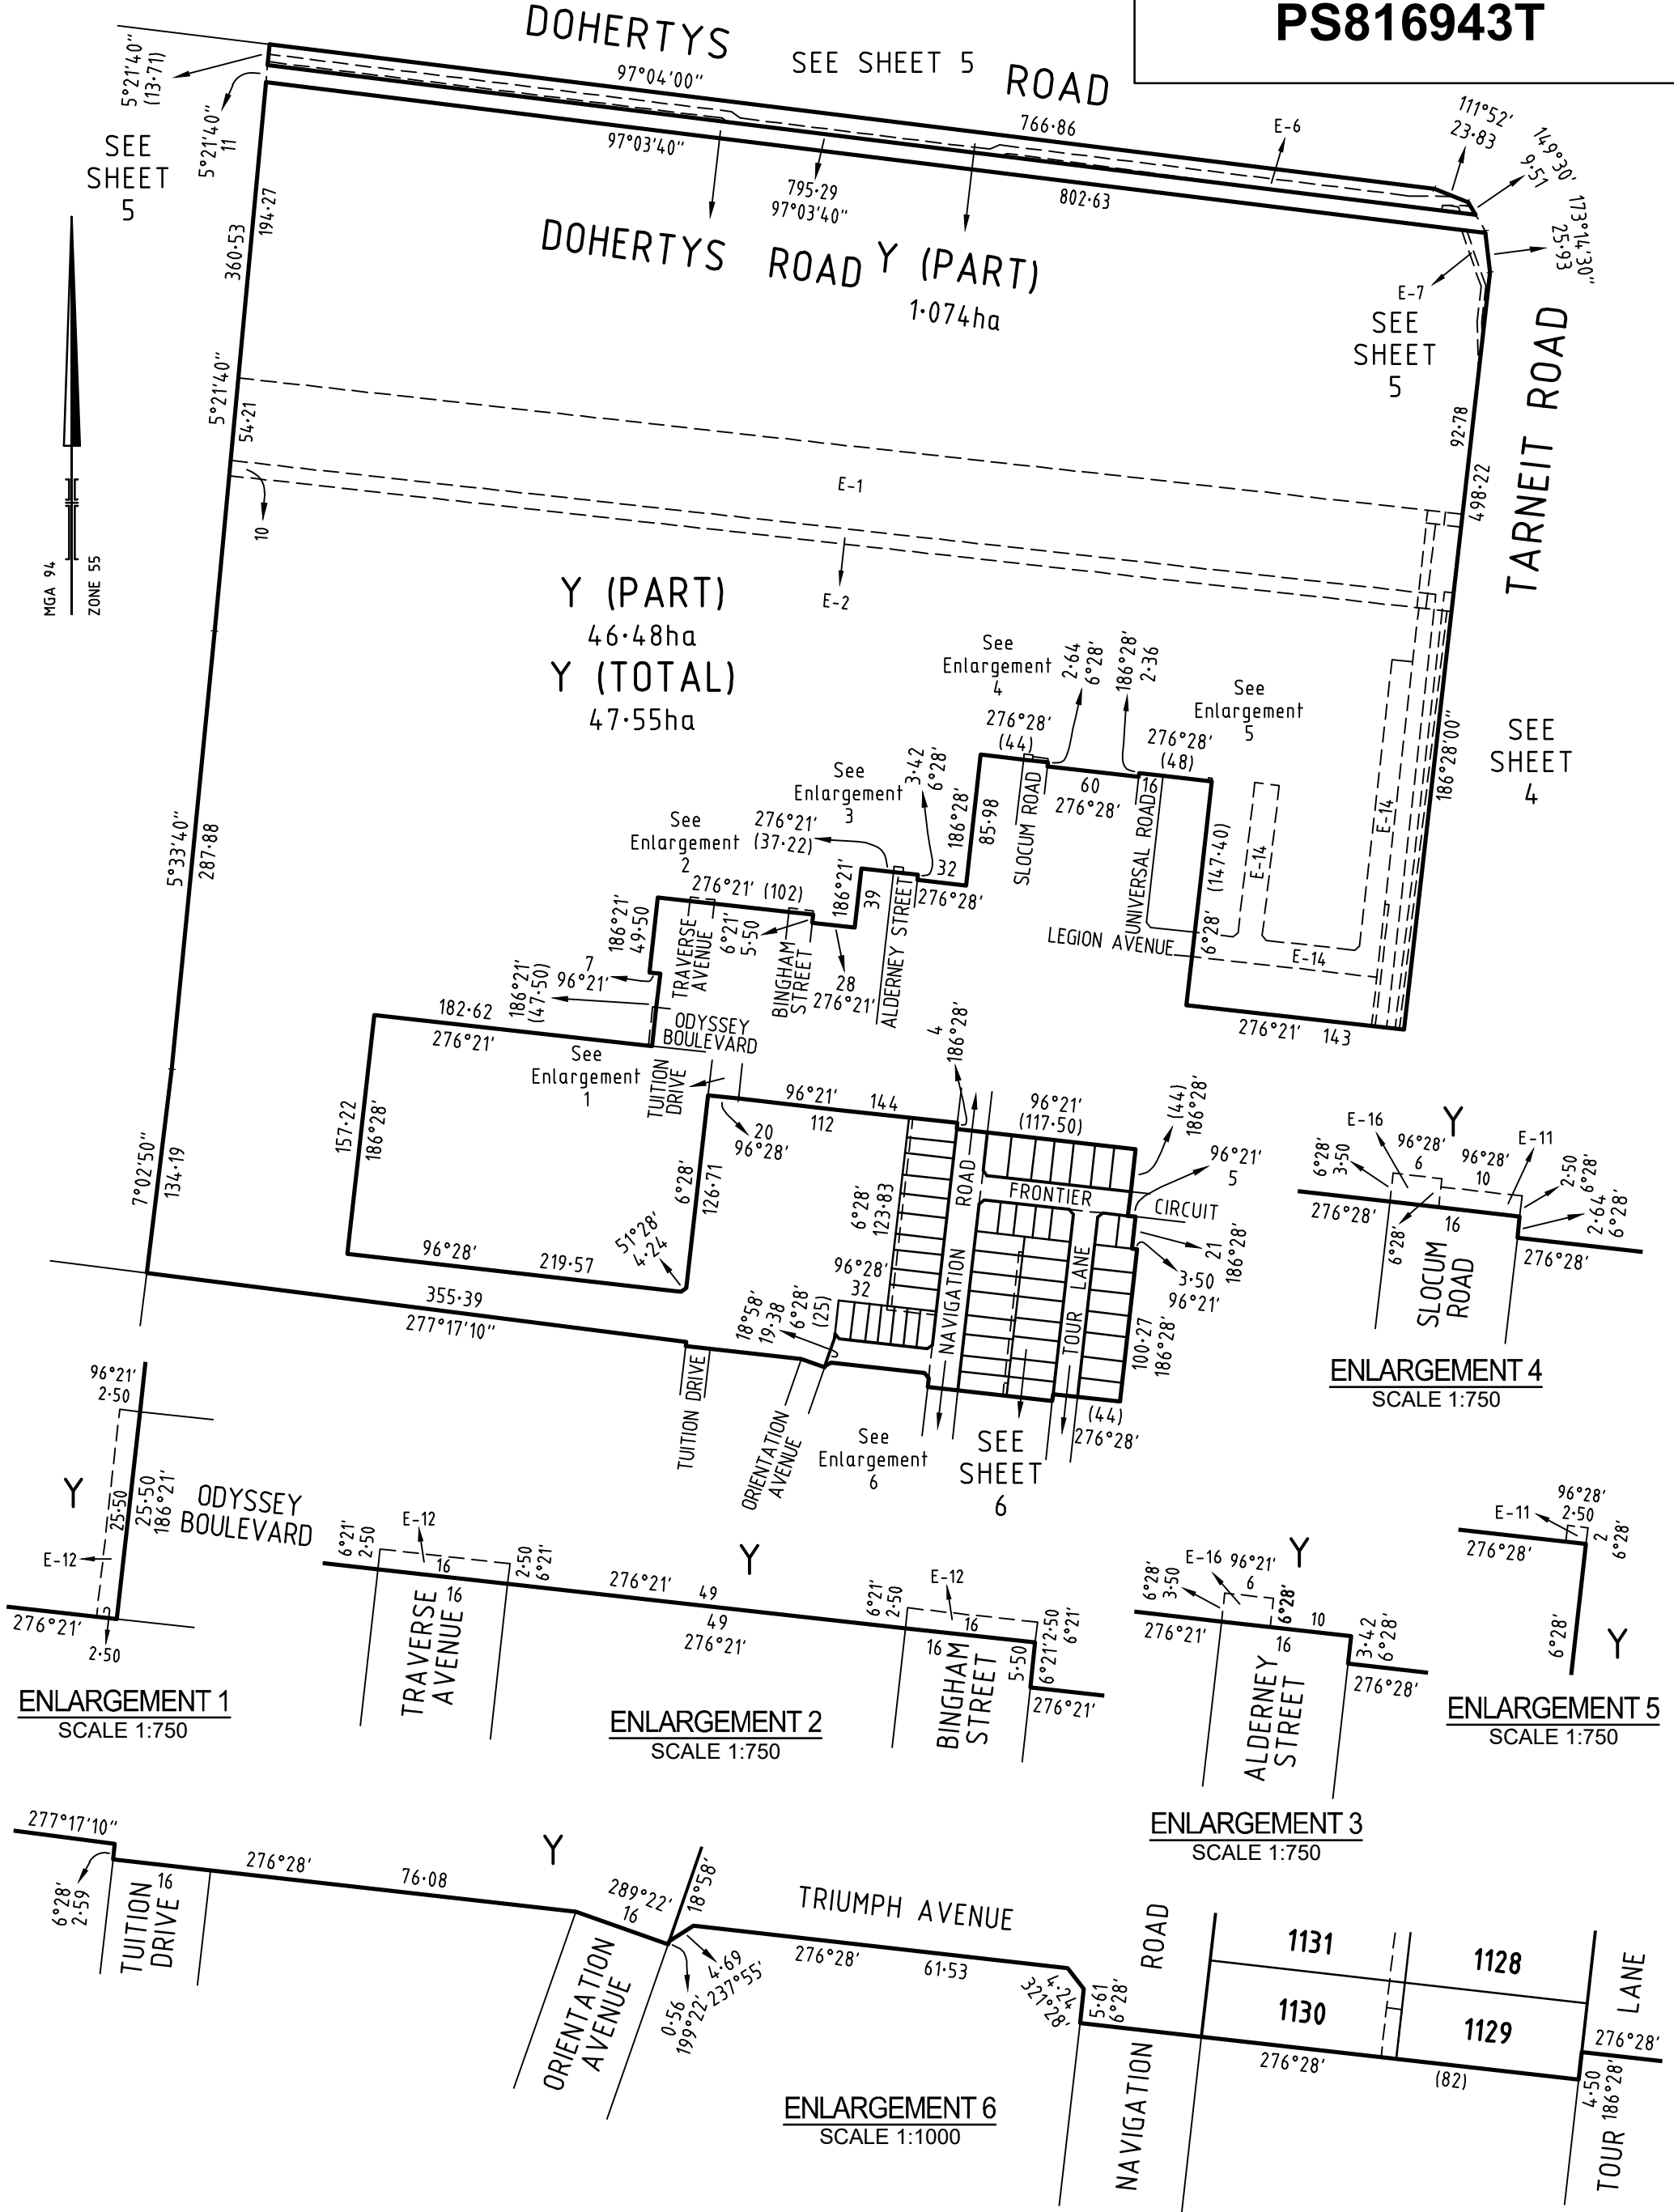 PS816943T
DOHERTYS
SEE SHEET 5
ROAD
97°04'00"
766·86
5°21'40"
(13·71)
5°21'40"
11
SEE
SHEET
5
97°03'40"
795·29
97°03'40"
802·63
E-6
111°52'
23·83
149°30'
9·51
173°14'30"
25·93
E-7
SEE
SHEET
5
DOHERTYS ROAD
Y (PART)
1·074ha
194·27
360·53
5°21'40"
54·21
10
MGA 94
ZONE 55
E-1
E-2
92·78
498·22
TARNEIT ROAD
186°28'00"
SEE
SHEET
4
Y (PART)
46·48ha
Y (TOTAL)
47·55ha
See
Enlargement
4
276°28'
(44)
2·64
6°28'
186°28'
2·36
See
Enlargement
5
276°28'
(48)
60
276°28'
16
SLOCUM ROAD
UNIVERSAL ROAD
(147·40)
6°28'
E-14
E-14
E-14
LEGION AVENUE
276°21'
143
See
Enlargement
3
276°21'
(37·22)
3·42
6°28'
186°28'
85·98
32
276°28'
See
Enlargement
2
276°21' (102)
186°21'
39
ALDERNEY STREET
186°21'
49·50
TRAVERSE
AVENUE
6°21'
5·50
BINGHAM
STREET
28
276°21'
7
96°21'
186°21'
(47·50)
5°33'40"
287·88
182·62
276°21'
ODYSSEY
BOULEVARD
See
Enlargement
1
TUITION
DRIVE
157·22
186°28'
7°02'50"
134·19
20
96°28'
96°21'
144
112
4
186°28'
96°21'
(117·50)
(44)
186°28'
96°21'
5
6°28'
126·71
6°28'
123·83
ROAD
FRONTIER
CIRCUIT
21
186°28'
3·50
96°21'
51°28'
4·24
96°28'
219·57
96°28'
32
NAVIGATION
TOUR LANE
100·27
186°28'
355·39
277°17'10"
18°58'
19·38
6°28'
(25)
TUITION DRIVE
ORIENTATION
AVENUE
See
Enlargement
6
SEE
SHEET
6
(44)
276°28'
Y
E-16
96°28'
6
96°28'
10
E-11
6°28'
3·50
2·50
6°28'
2·64
6°28'
276°28'
6°28'
16
276°28'
SLOCUM
ROAD
ENLARGEMENT 4
SCALE 1:750
96°21'
2·50
Y
25·50
25·50
186°21'
ODYSSEY
BOULEVARD
E-12
276°21'
2·50
ENLARGEMENT 1
SCALE 1:750
6°21'
2·50
E-12
16
16
2·50
6°21'
TRAVERSE
AVENUE
276°21'
49
49
276°21'
Y
6°21'
2·50
E-12
16
16
2·50
6°21'
5·50
6°21'
BINGHAM
STREET
276°21'
ENLARGEMENT 2
SCALE 1:750
Y
E-16
96°21'
6
6°28'
3·50
6°28'
10
276°21'
16
3·42
6°28'
276°28'
ALDERNEY
STREET
ENLARGEMENT 3
SCALE 1:750
E-11
96°28'
2·50
2
6°28'
276°28'
6°28'
Y
ENLARGEMENT 5
SCALE 1:750
277°17'10"
6°28'
2·59
16
TUITION
DRIVE
276°28'
76·08
Y
289°22'
16
18°58'
ORIENTATION
AVENUE
0·56
199°22'
4·69
237°55'
TRIUMPH AVENUE
276°28'
61·53
4·24
321°28'
5·61
6°28'
ROAD
NAVIGATION
1131
1128
1130
1129
276°28'
(82)
LANE
276°28'
4·50
186°28'
TOUR
ENLARGEMENT 6
SCALE 1:1000